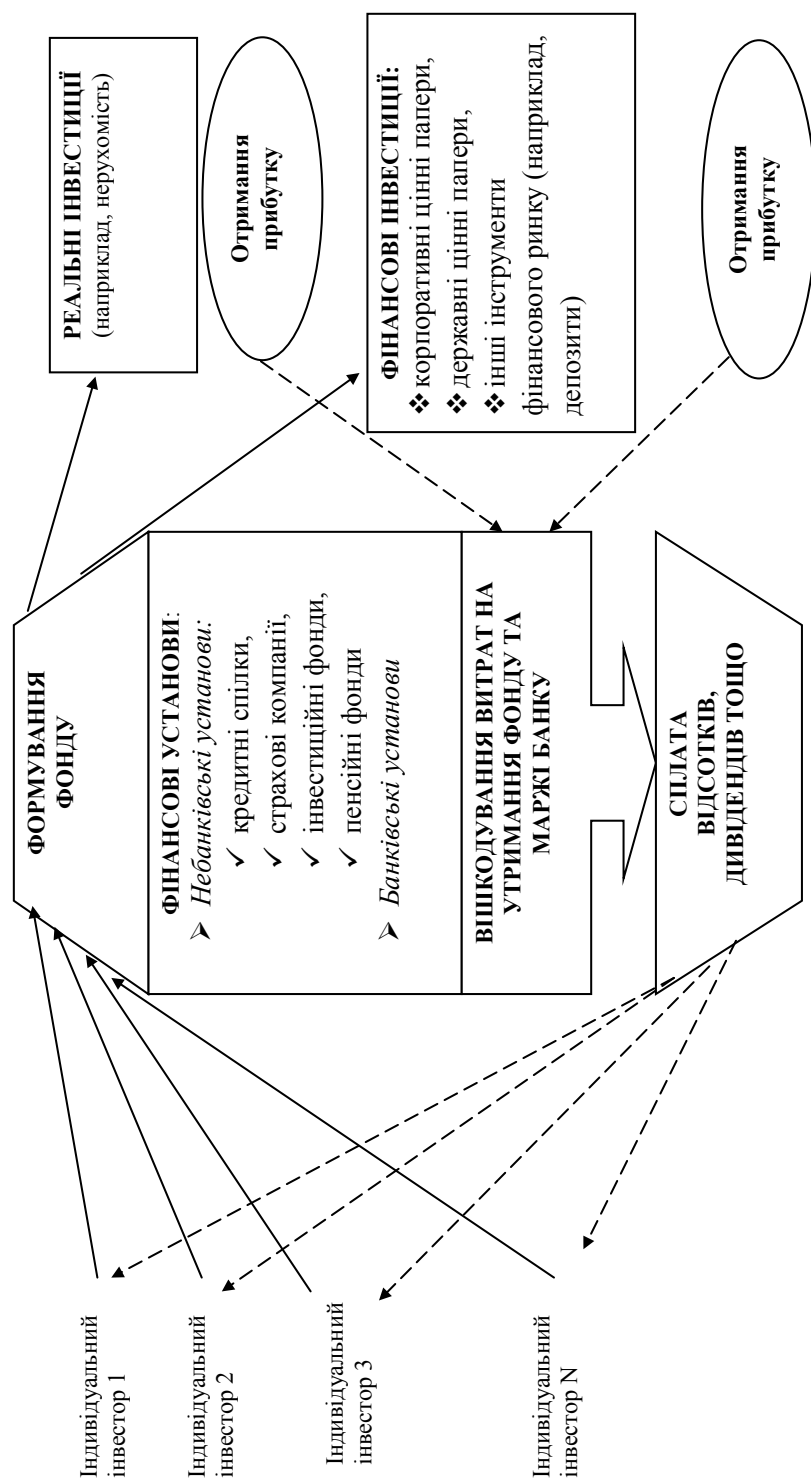 Індивідуальний
інвестор 1
Індивідуальний
інвестор 2
Індивідуальний
інвестор 3
Індивідуальний
інвестор N
ФОРМУВАННЯ
ФОНДУ
ФІНАНСОВІ УСТАНОВИ:
➢ Небанківські установи:
✓ кредитні спілки,
✓ страхові компанії,
✓ інвестиційні фонди,
✓ пенсійні фонди
➢ Банківські установи
ВІШКОДУВАННЯ ВИТРАТ НА
УТРИМАННЯ ФОНДУ ТА
МАРЖІ БАНКУ
СПЛАТА
ВІДСОТКІВ,
ДИВІДЕНДІВ ТОЩО
РЕАЛЬНІ ІНВЕСТИЦІЇ
(наприклад, нерухомість)
Отримання
прибутку
ФІНАНСОВІ ІНВЕСТИЦІЇ:
❖ корпоративні цінні папери,
❖ державні цінні папери,
❖ інші інструменти
фінансового ринку (наприклад,
депозити)
Отримання
прибутку